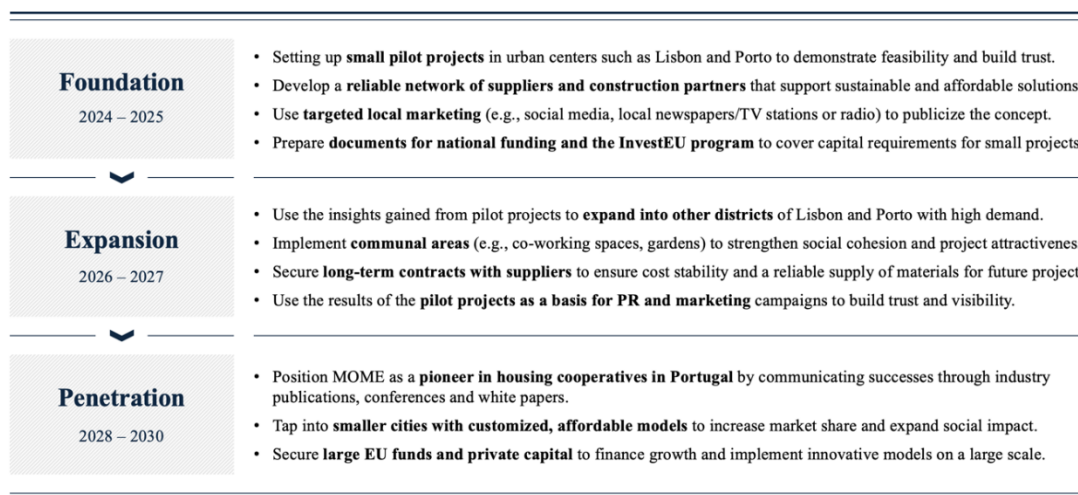 Foundation
2024 – 2025
• Setting up small pilot projects in urban centers such as Lisbon and Porto to demonstrate feasibility and build trust.
• Develop a reliable network of suppliers and construction partners that support sustainable and affordable solutions
• Use targeted local marketing (e.g., social media, local newspapers/TV stations or radio) to publicize the concept.
• Prepare documents for national funding and the InvestEU program to cover capital requirements for small projects
Expansion
2026 – 2027
• Use the insights gained from pilot projects to expand into other districts of Lisbon and Porto with high demand.
• Implement communal areas (e.g., co-working spaces, gardens) to strengthen social cohesion and project attractivenes
• Secure long-term contracts with suppliers to ensure cost stability and a reliable supply of materials for future project
• Use the results of the pilot projects as a basis for PR and marketing campaigns to build trust and visibility.
Penetration
2028 – 2030
• Position MOME as a pioneer in housing cooperatives in Portugal by communicating successes through industry
publications, conferences and white papers.
• Tap into smaller cities with customized, affordable models to increase market share and expand social impact.
• Secure large EU funds and private capital to finance growth and implement innovative models on a large scale.